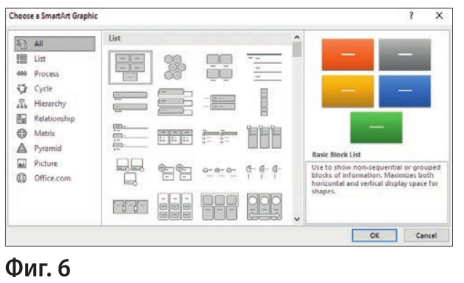 Choose a SmartArt Graphic
? X
All
List
Process
Cycle
Hierarchy
Relationship
Matrix
Pyramid
Picture
Office.com
List
Basic Block List
Use to show non-sequential or grouped
blocks of information. Maximizes both
horizontal and vertical display space for
shapes.
OK Cancel
Фиг. 6